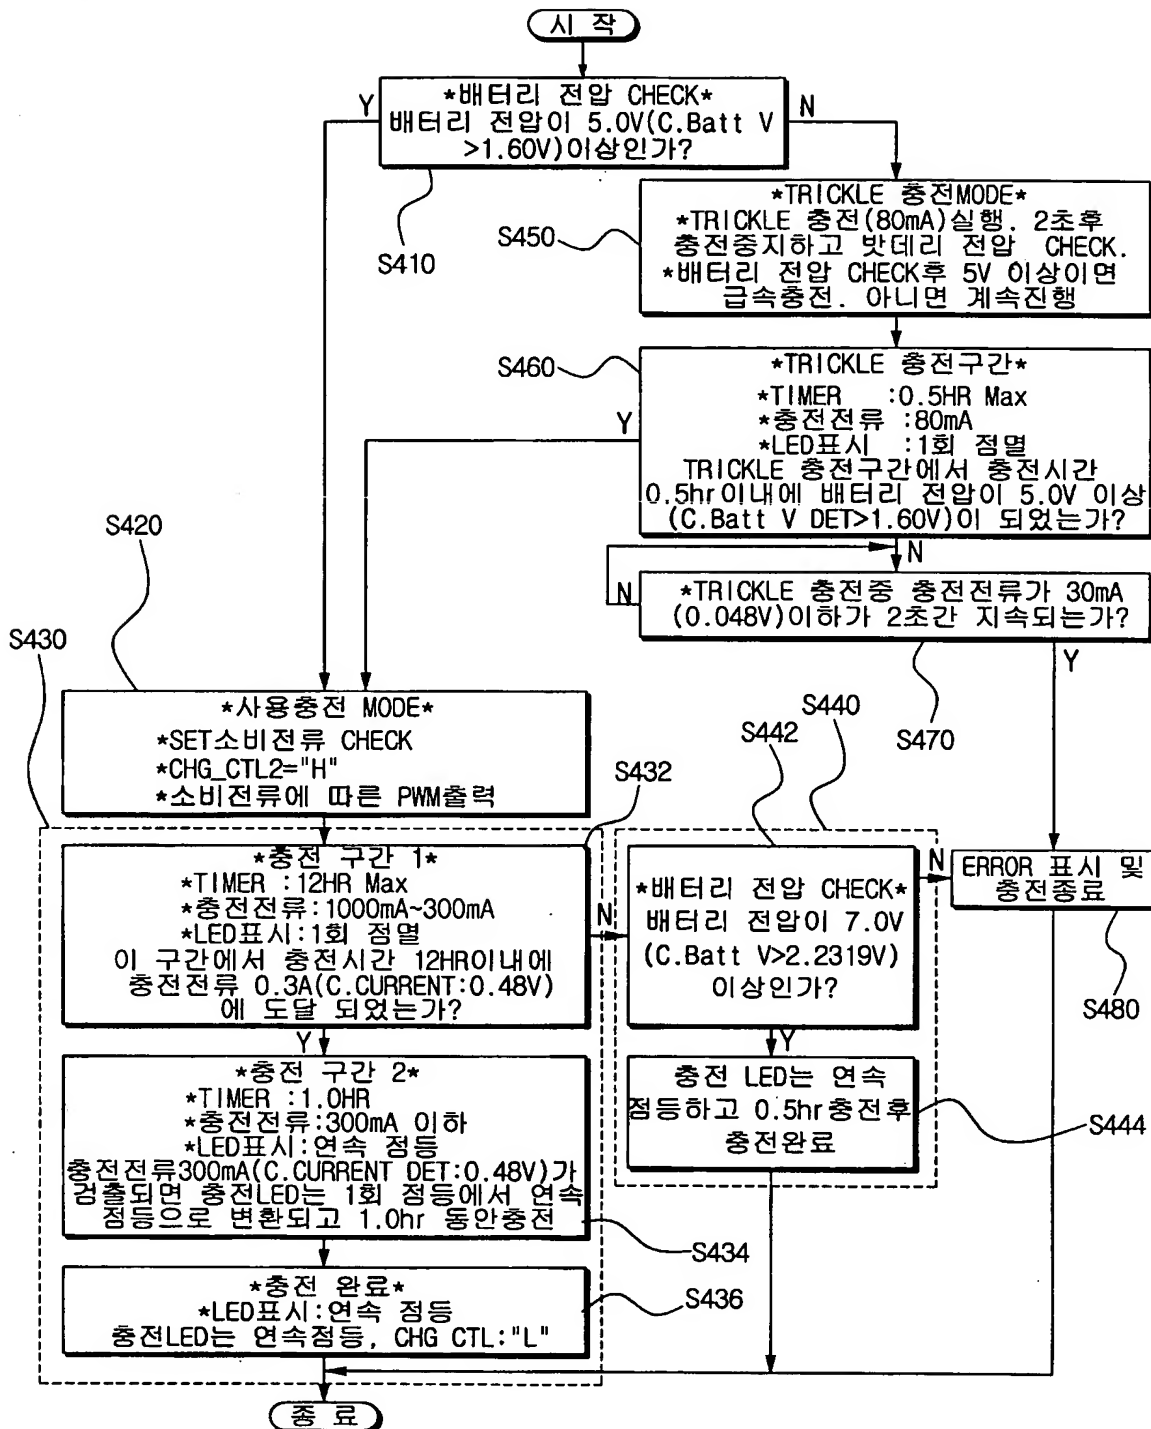 시 작
*배터리 전압 CHECK*
배터리 전압이 5.0V(C.Batt V
>1.60V)이상인가?
Y
N
S410
*TRICKLE 충전MODE*
*TRICKLE 충전(80mA)실행. 2초후
충전중지하고 밧데리 전압 CHECK.
*배터리 전압 CHECK후 5V 이상이면
급속충전. 아니면 계속진행
S450
S460
*TRICKLE 충전구간*
*TIMER :0.5HR Max
*충전전류 :80mA
*LED표시 :1회 점멸
TRICKLE 충전구간에서 충전시간
0.5hr이내에 배터리 전압이 5.0V 이상
(C.Batt V DET>1.60V)이 되었는가?
Y
N
N
*TRICKLE 충전중 충전전류가 30mA
(0.048V)이하가 2초간 지속되는가?
S470
Y
S420
S430
*사용충전 MODE*
*SET소비전류 CHECK
*CHG_CTL2="H"
*소비전류에 따른 PWM출력
S432
*충전 구간 1*
*TIMER :12HR Max
*충전전류:1000mA~300mA
*LED표시:1회 점멸
이 구간에서 충전시간 12HR이내에
충전전류 0.3A(C.CURRENT:0.48V)
에 도달 되었는가?
N
Y
S440
S442
*배터리 전압 CHECK*
배터리 전압이 7.0V
(C.Batt V>2.2319V)
이상인가?
N
Y
ERROR 표시 및
충전종료
S480
*충전 구간 2*
*TIMER :1.0HR
*충전전류:300mA 이하
*LED표시:연속 점등
충전전류300mA(C.CURRENT DET:0.48V)가
검출되면 충전LED는 1회 점등에서 연속
점등으로 변환되고 1.0hr 동안충전
S434
충전 LED는 연속
점등하고 0.5hr충전후
충전완료
S444
*충전 완료*
*LED표시:연속 점등
충전LED는 연속점등, CHG CTL:"L"
S436
종 료